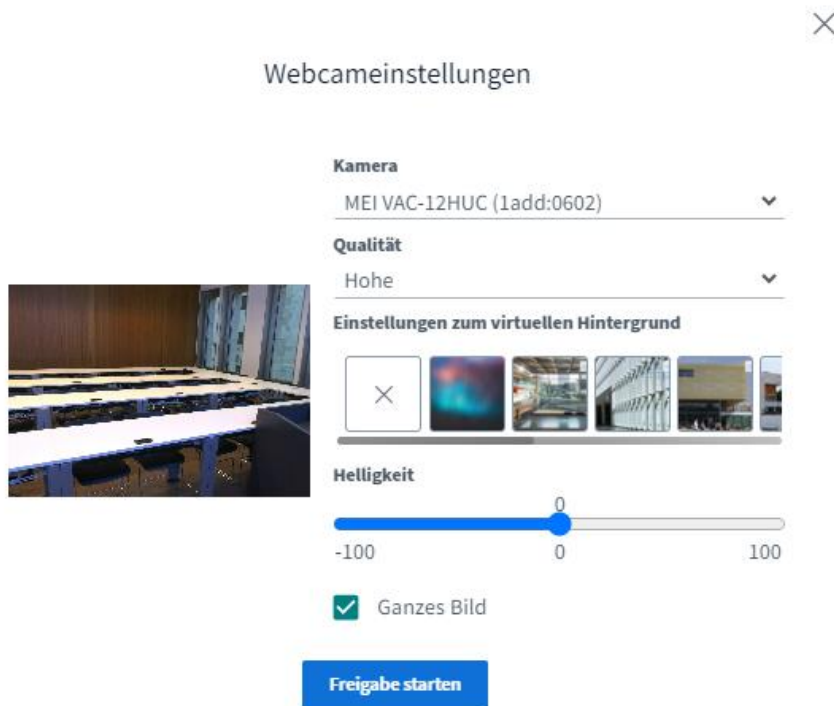 Webcameinstellungen
Kamera
MEI VAC-12HUC (1add:0602)
Qualität
Hohe
Einstellungen zum virtuellen Hintergrund
Helligkeit
0
-100 0 100
Ganzes Bild
Freigabe starten